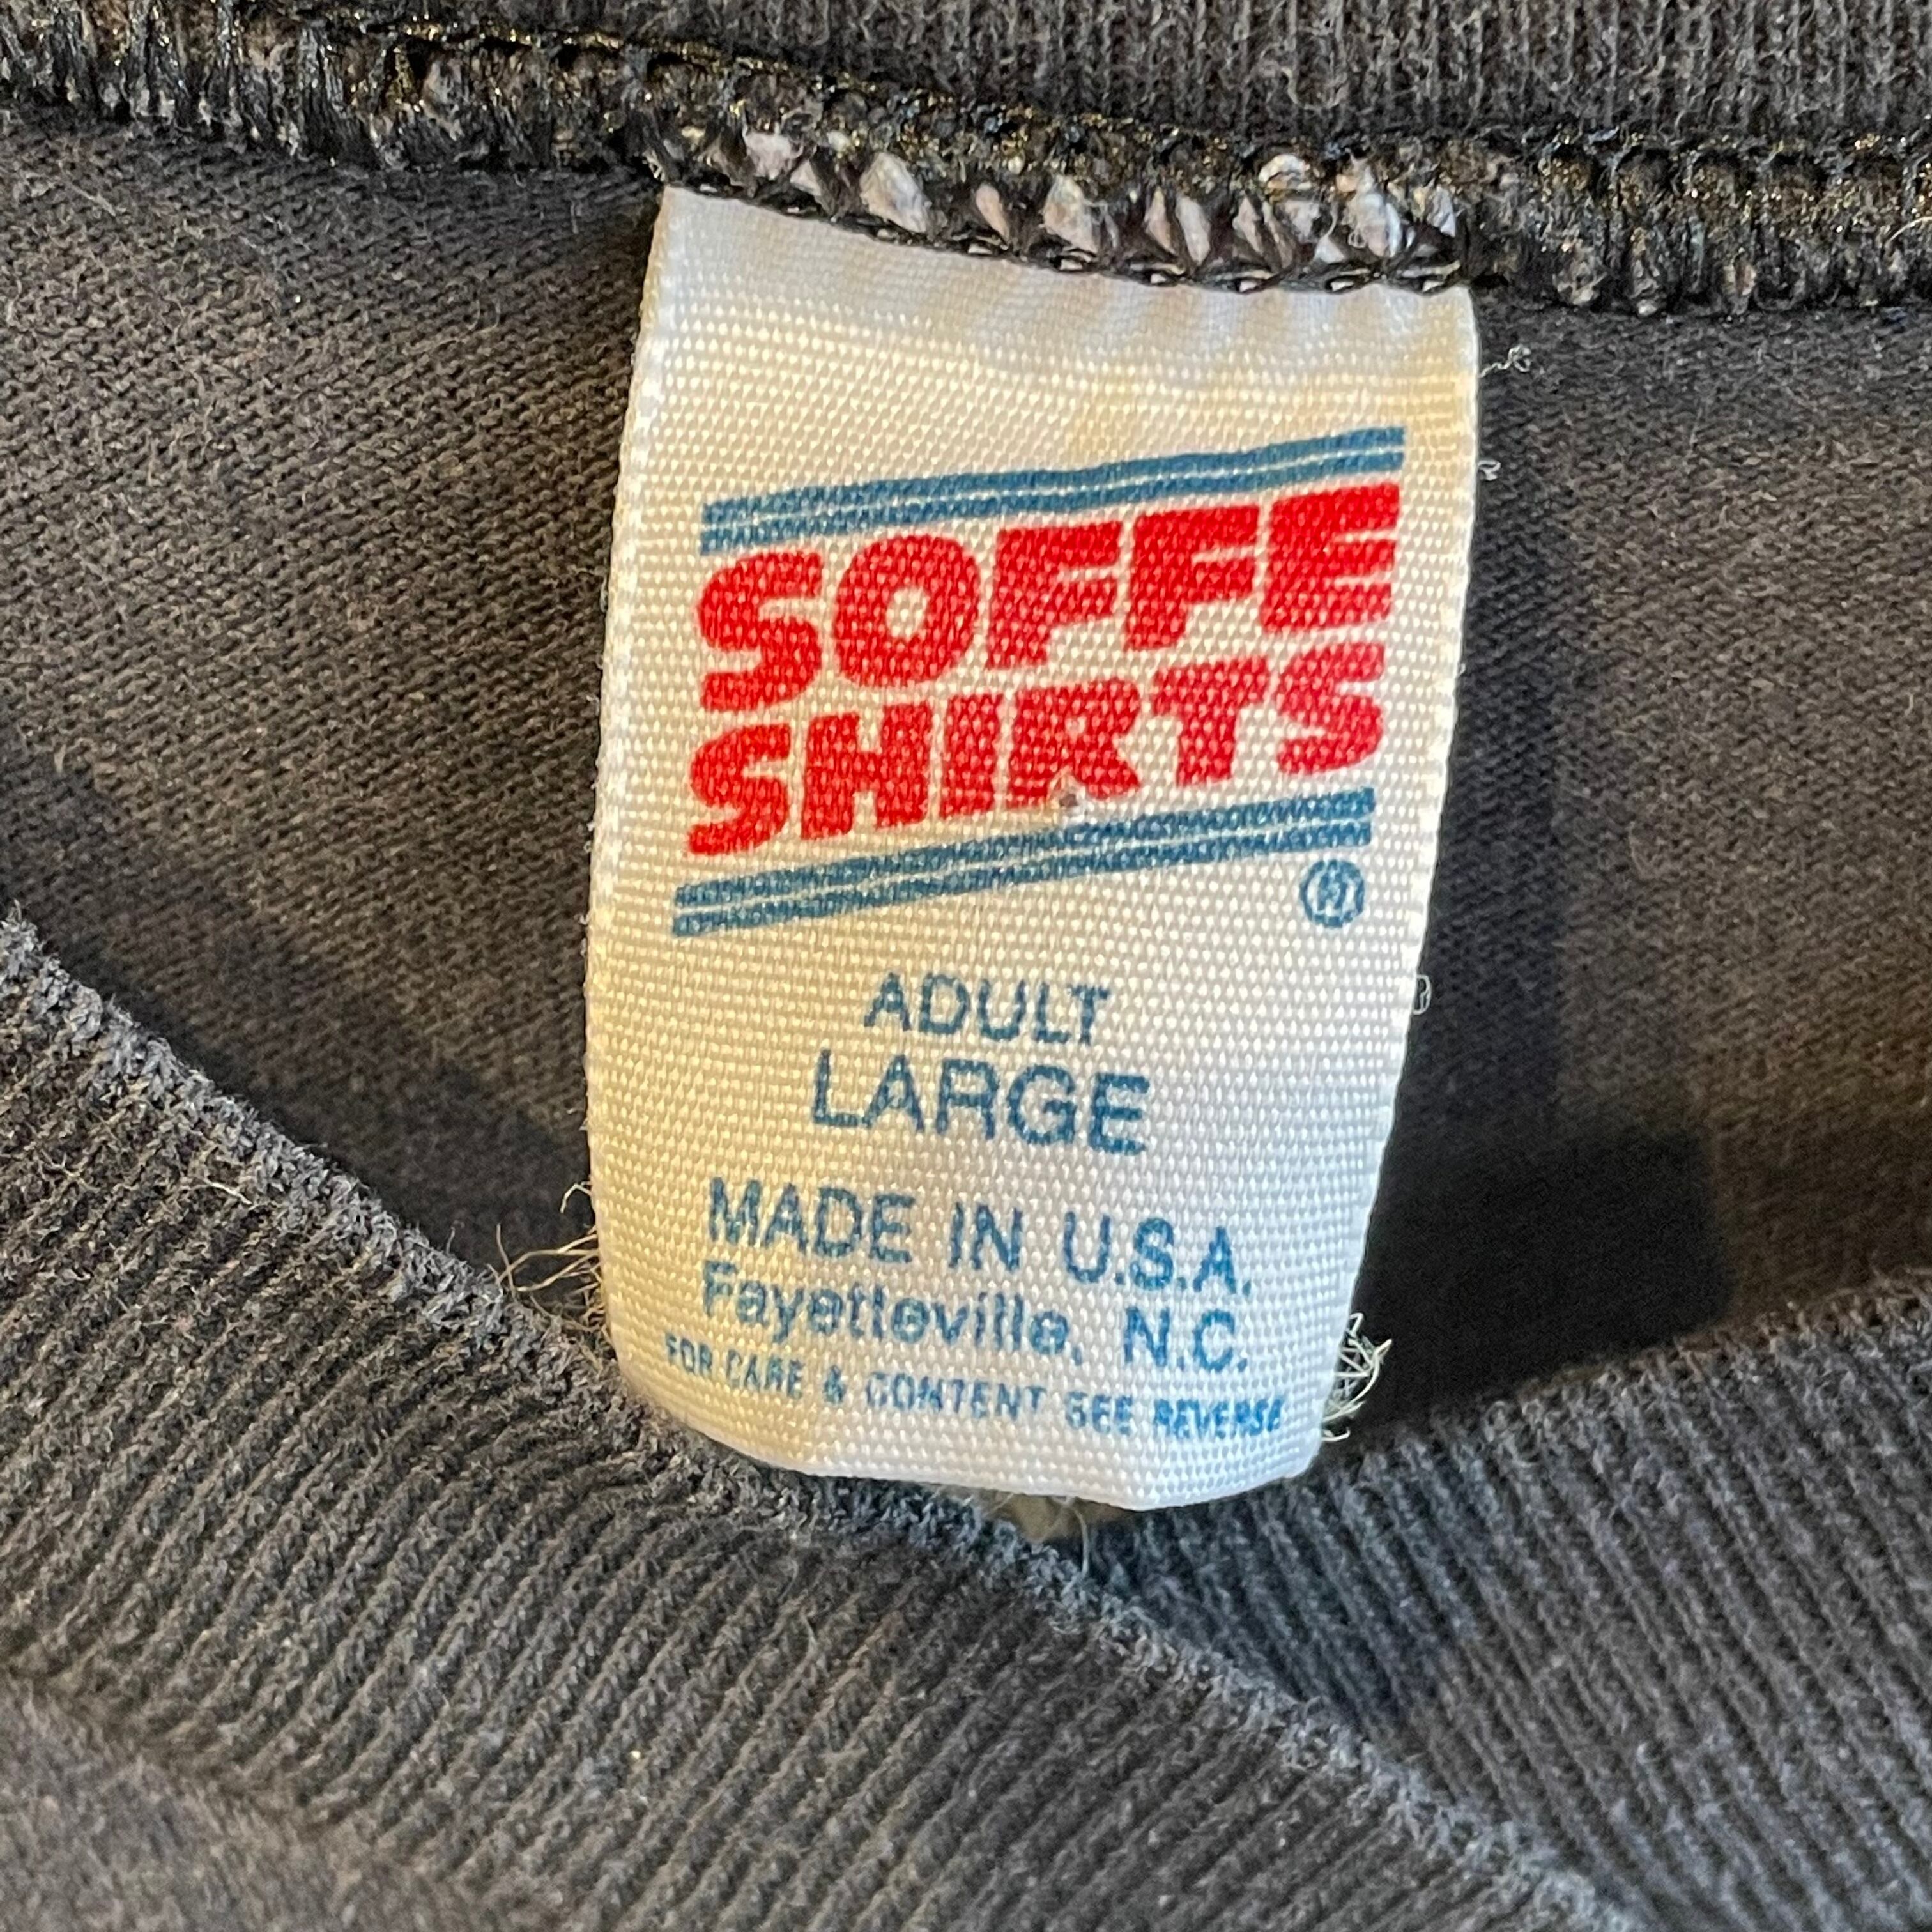 SOFFE
SHIRTS
®
ADULT
LARGE
MADE IN U.S.A.
Fayetteville, N.C.
FOR CARE & CONTENT SEE REVERSE